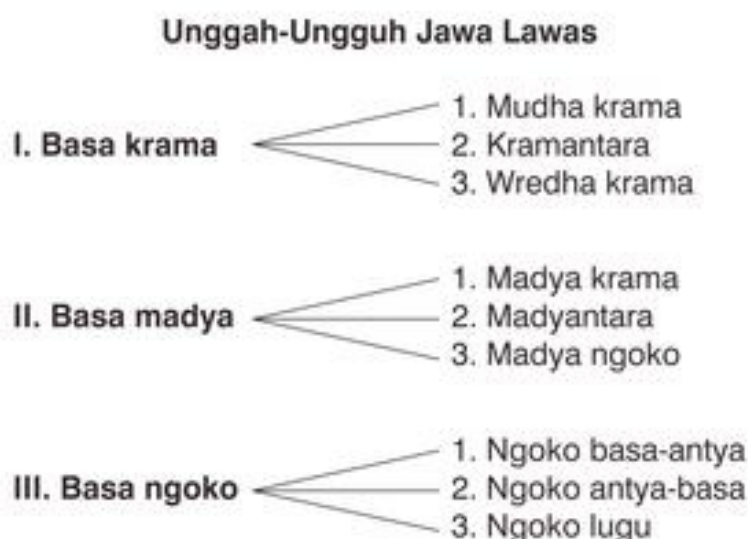 Unggah-Ungguh Jawa Lawas
I. Basa krama
1. Mudha krama
2. Kramantara
3. Wredha krama
II. Basa madya
1. Madya krama
2. Madyantara
3. Madya ngoko
III. Basa ngoko
1. Ngoko basa-antya
2. Ngoko antya-basa
3. Ngoko lugu